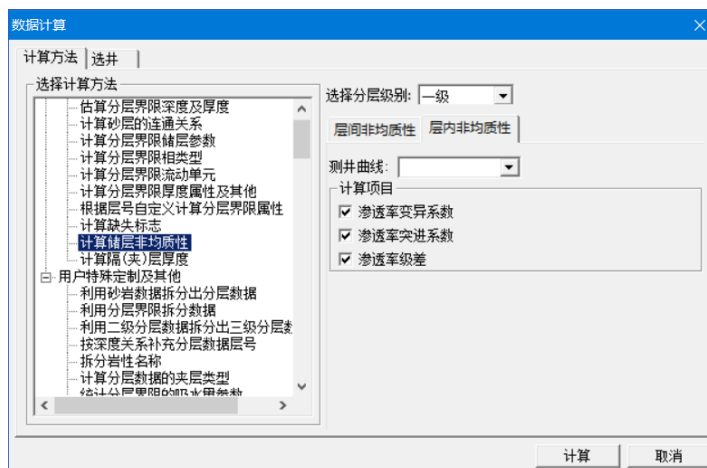 数据计算
计算方法 选井
选择计算方法
估算分层界限深度及厚度
计算砂层的连通关系
计算分层界限储层参数
计算分层界限相类型
计算分层界限流动单元
计算分层界限厚度属性及其他
根据层号自定义计算分层界限属性
计算缺失标志
计算储层非均质性
计算隔(夹)层厚度
用户特殊定制及其他
利用砂岩数据拆分出分层数据
利用分层界限拆分数据
利用二级分层数据拆分出三级分层数
按深度关系补充分层数据层号
拆分岩性名称
计算分层数据的夹层类型
统计分层界限的吸水量参数
选择分层级别: 一级
层间非均质性 层内非均质性
测井曲线:
计算项目
渗透率变异系数
渗透率突进系数
渗透率级差
计算 取消